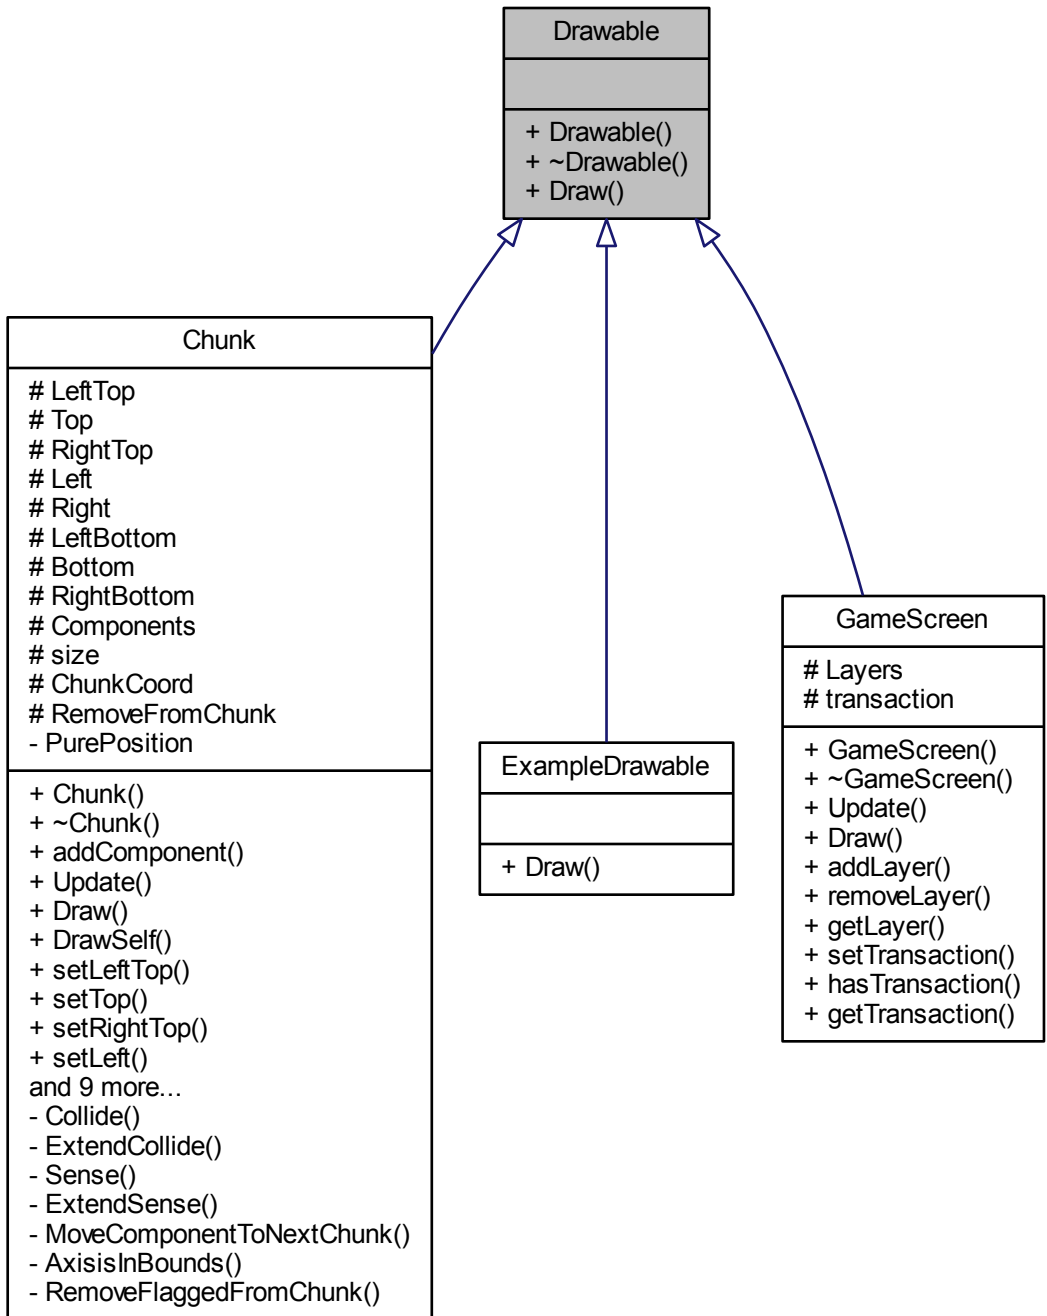 Drawable
+ Drawable()
+ ~Drawable()
+ Draw()
Chunk
# LeftTop
# Top
# RightTop
# Left
# Right
# LeftBottom
# Bottom
# RightBottom
# Components
# size
# ChunkCoord
# RemoveFromChunk
- PurePosition
+ Chunk()
+ ~Chunk()
+ addComponent()
+ Update()
+ Draw()
+ DrawSelf()
+ setLeftTop()
+ setTop()
+ setRightTop()
+ setLeft()
and 9 more...
- Collide()
- ExtendCollide()
- Sense()
- ExtendSense()
- MoveComponentToNextChunk()
- AxisisInBounds()
- RemoveFlaggedFromChunk()
ExampleDrawable
+ Draw()
GameScreen
# Layers
# transaction
+ GameScreen()
+ ~GameScreen()
+ Update()
+ Draw()
+ addLayer()
+ removeLayer()
+ getLayer()
+ setTransaction()
+ hasTransaction()
+ getTransaction()